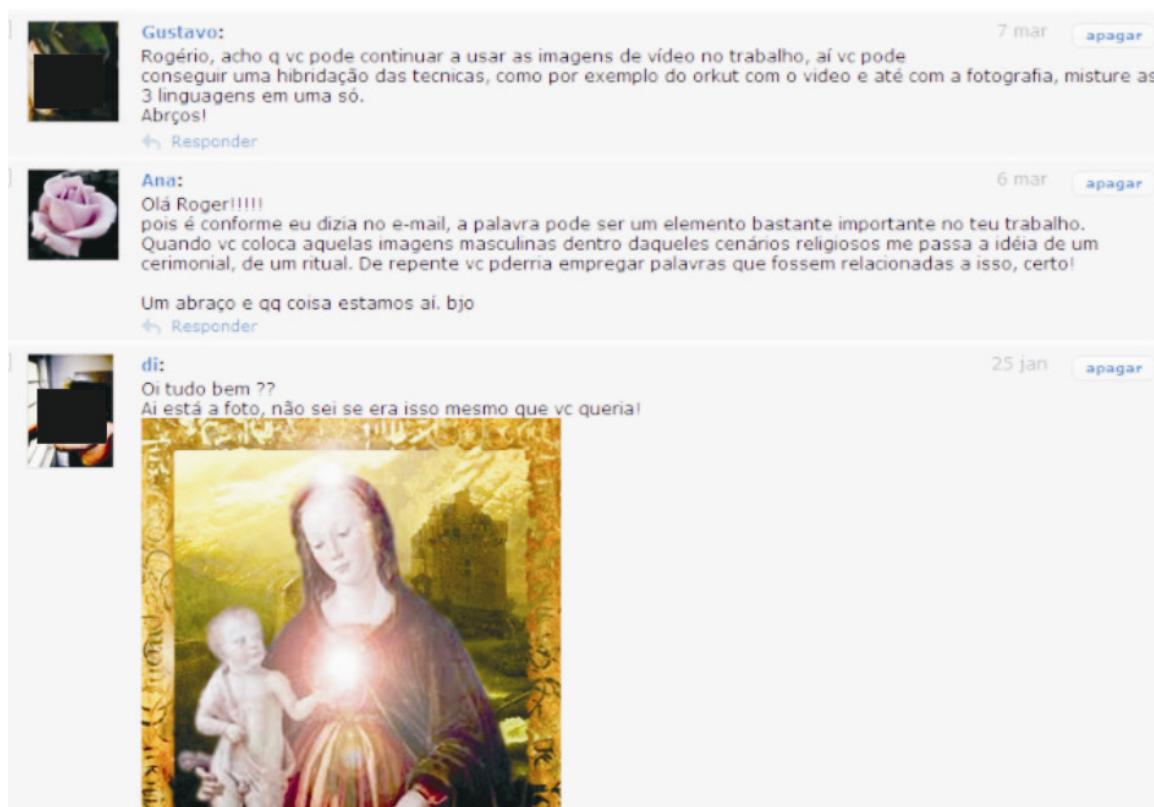 Gustavo: 7 mar apagar
Rogério, acho q vc pode continuar a usar as imagens de vídeo no trabalho, aí vc pode
conseguir uma hibridação das tecnicas, como por exemplo do orkut com o video e até com a fotografia, misture as
3 linguagens em uma só.
Abrços!
Responder
Ana: 6 mar apagar
Olá Roger!!!!!
pois é conforme eu dizia no e-mail, a palavra pode ser um elemento bastante importante no teu trabalho.
Quando vc coloca aquelas imagens masculinas dentro daqueles cenários religiosos me passa a idéia de um
cerimonial, de um ritual. De repente vc pderria empregar palavras que fossem relacionadas a isso, certo!
Um abraço e qq coisa estamos aí. bjo
Responder
di: 25 jan apagar
Oi tudo bem ??
Ai está a foto, não sei se era isso mesmo que vc queria!